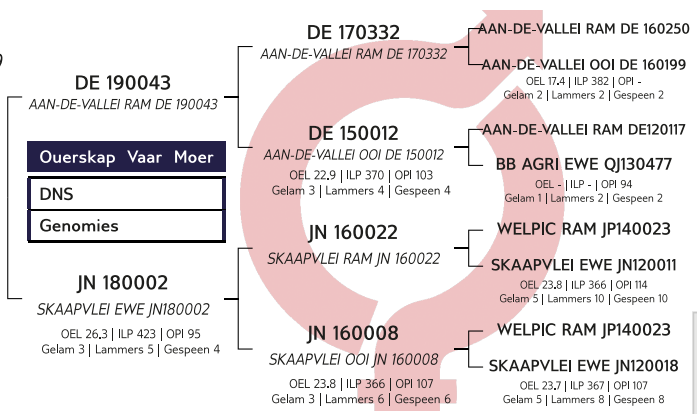 DE 190043
AAN-DE-VALLEI RAM DE 190043
Ouerskap Vaar Moer
DNS
Genomies
JN 180002
SKAAPVLEI EWE JN180002
OEL 26.3 | ILP 423 | OPI 95
Gelam 3 | Lammers 5 | Gespeen 4
DE 170332
AAN-DE-VALLEI RAM DE 170332
DE 150012
AAN-DE-VALLEI OOI DE 150012
OEL 22.9 | ILP 370 | OPI 103
Gelam 3 | Lammers 4 | Gespeen 4
JN 160022
SKAAPVLEI RAM JN 160022
JN 160008
SKAAPVLEI OOI JN 160008
OEL 23.8 | ILP 366 | OPI 107
Gelam 3 | Lammers 6 | Gespeen 6
AAN-DE-VALLEI RAM DE 160250
AAN-DE-VALLEI OOI DE 160199
OEL 17.4 | ILP 382 | OPI -
Gelam 2 | Lammers 2 | Gespeen 2
AAN-DE-VALLEI RAM DE120117
BB AGRI EWE QJ130477
OEL - | ILP - | OPI 94
Gelam 1 | Lammers 2 | Gespeen 2
WELPIC RAM JP140023
SKAAPVLEI EWE JN120011
OEL 23.8 | ILP 366 | OPI 114
Gelam 5 | Lammers 10 | Gespeen 10
WELPIC RAM JP140023
SKAAPVLEI EWE JN120018
OEL 23.7 | ILP 367 | OPI 107
Gelam 5 | Lammers 8 | Gespeen 8